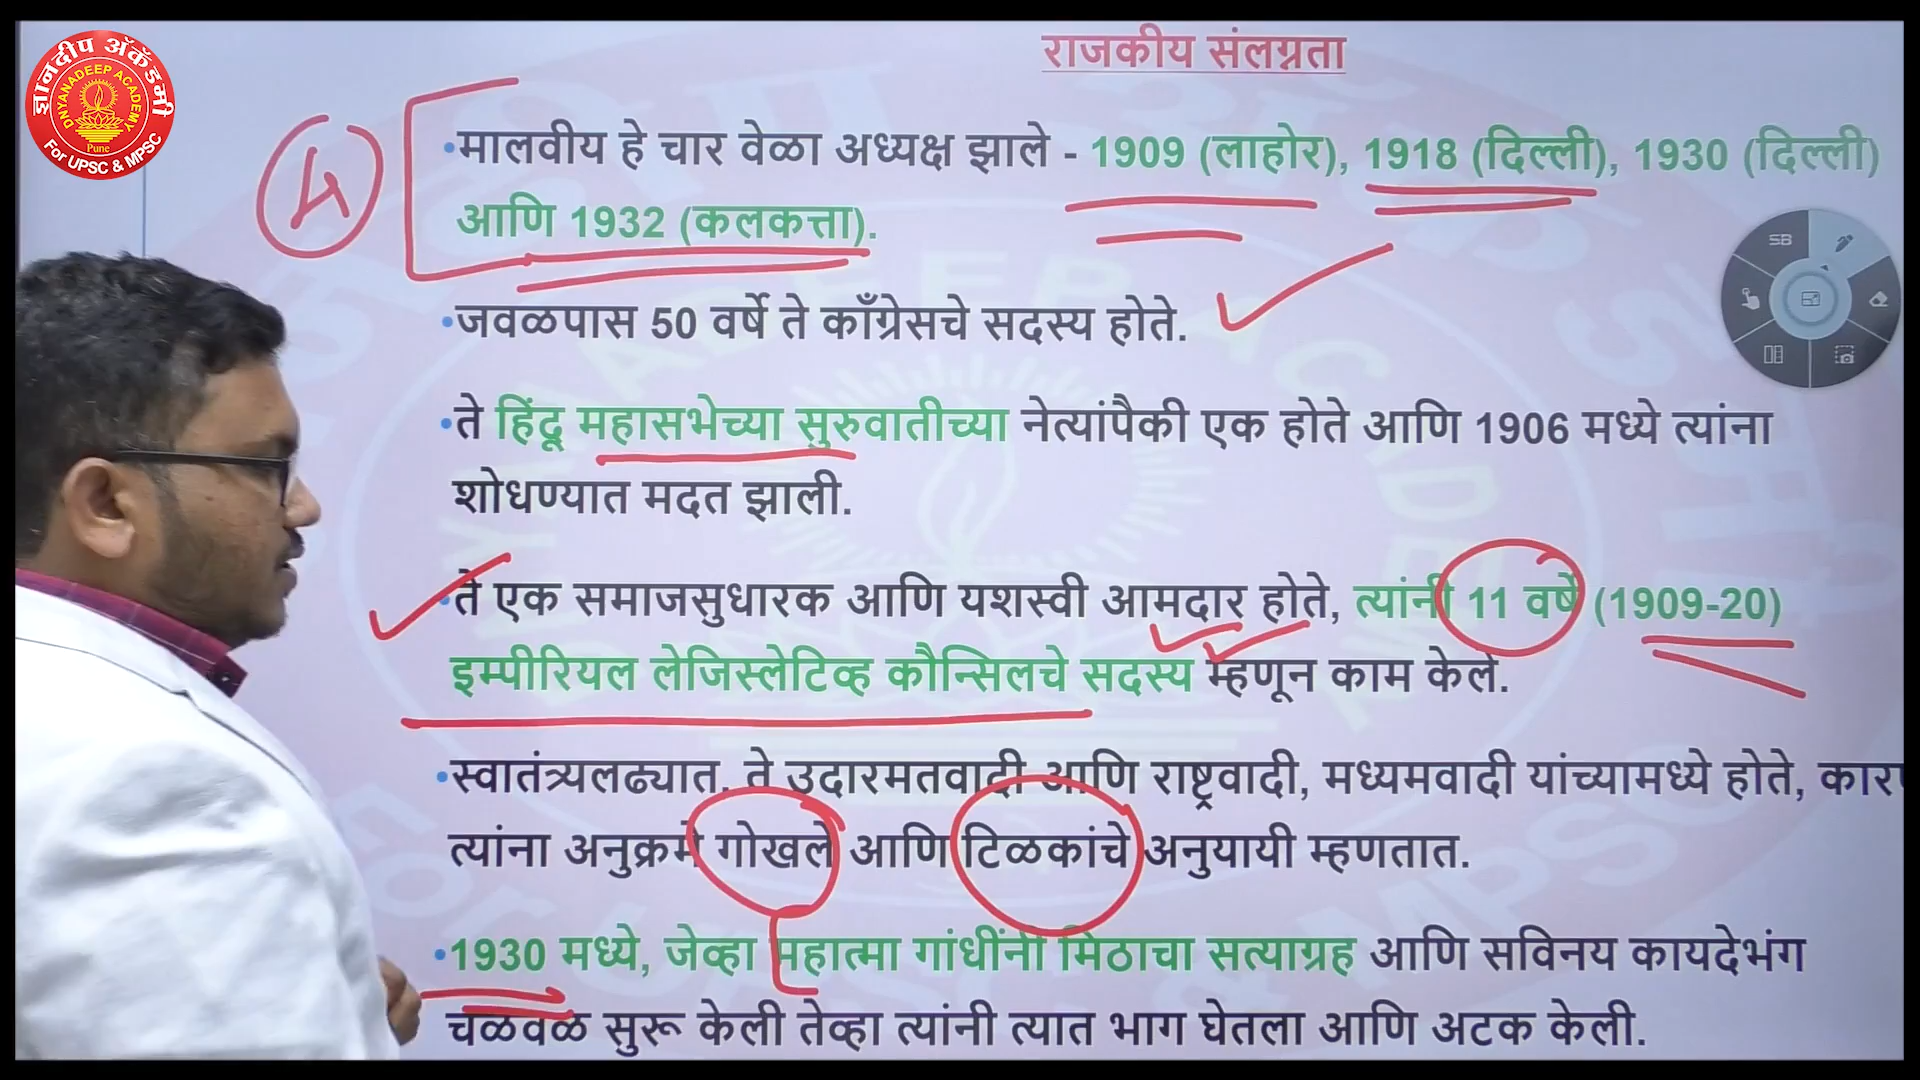 ज्ञानदीप ॲकॅडमी
DNYANADEEP ACADEMY
Pune
For UPSC & MPSC
राजकीय संलग्नता
•मालवीय हे चार वेळा अध्यक्ष झाले - 1909 (लाहोर), 1918 (दिल्ली), 1930 (दिल्ली)
आणि 1932 (कलकत्ता).
•जवळपास 50 वर्षे ते काँग्रेसचे सदस्य होते.
•ते हिंदू महासभेच्या सुरुवातीच्या नेत्यांपैकी एक होते आणि 1906 मध्ये त्यांना
शोधण्यात मदत झाली.
•ते एक समाजसुधारक आणि यशस्वी आमदार होते, त्यांनी 11 वर्षे (1909-20)
इम्पीरियल लेजिस्लेटिव्ह कौन्सिलचे सदस्य म्हणून काम केले.
•स्वातंत्र्यलढ्यात, ते उदारमतवादी आणि राष्ट्रवादी, मध्यमवादी यांच्यामध्ये होते,
त्यांना अनुक्रमे गोखले आणि टिळकांचे अनुयायी म्हणतात.
•1930 मध्ये, जेव्हा महात्मा गांधींनी मिठाचा सत्याग्रह आणि सविनय कायदेभंग
चळवळ सुरू केली तेव्हा त्यांनी त्यात भाग घेतला आणि अटक केली.
SB